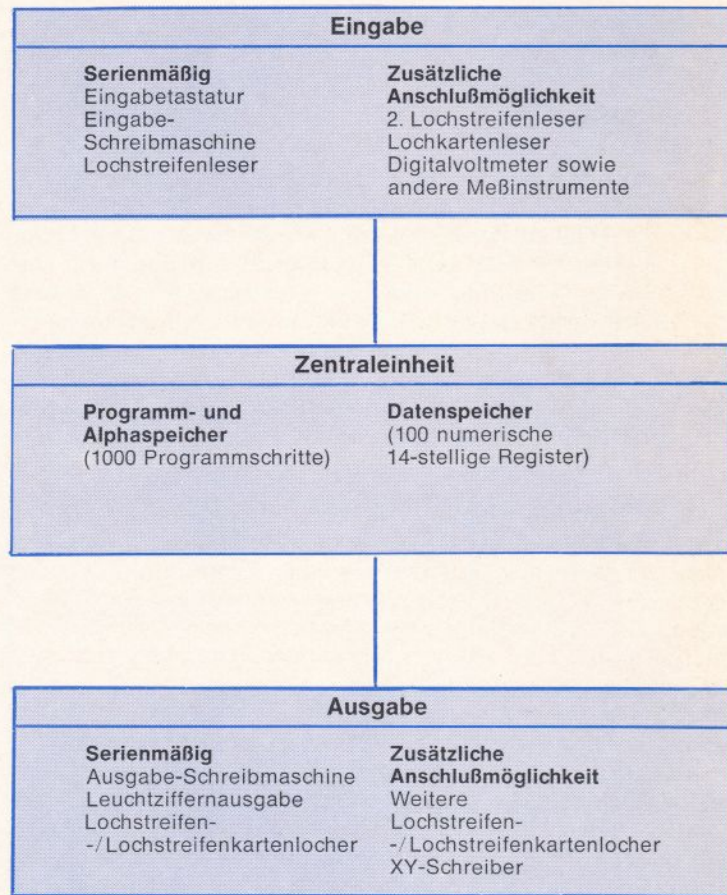 Eingabe
Serienmäßig
Eingabetastatur
Eingabe-
Schreibmaschine
Lochstreifenleser
Zusätzliche
Anschlußmöglichkeit
2. Lochstreifenleser
Lochkartenleser
Digitalvoltmeter sowie
andere Meßinstrumente
Zentraleinheit
Programm- und
Alphaspeicher
(1000 Programmschritte)
Datenspeicher
(100 numerische
14-stellige Register)
Ausgabe
Serienmäßig
Ausgabe-Schreibmaschine
Leuchtziffernausgabe
Lochstreifen-
-/Lochstreifenkartenlocher
Zusätzliche
Anschlußmöglichkeit
Weitere
Lochstreifen-
-/Lochstreifenkartenlocher
XY-Schreiber